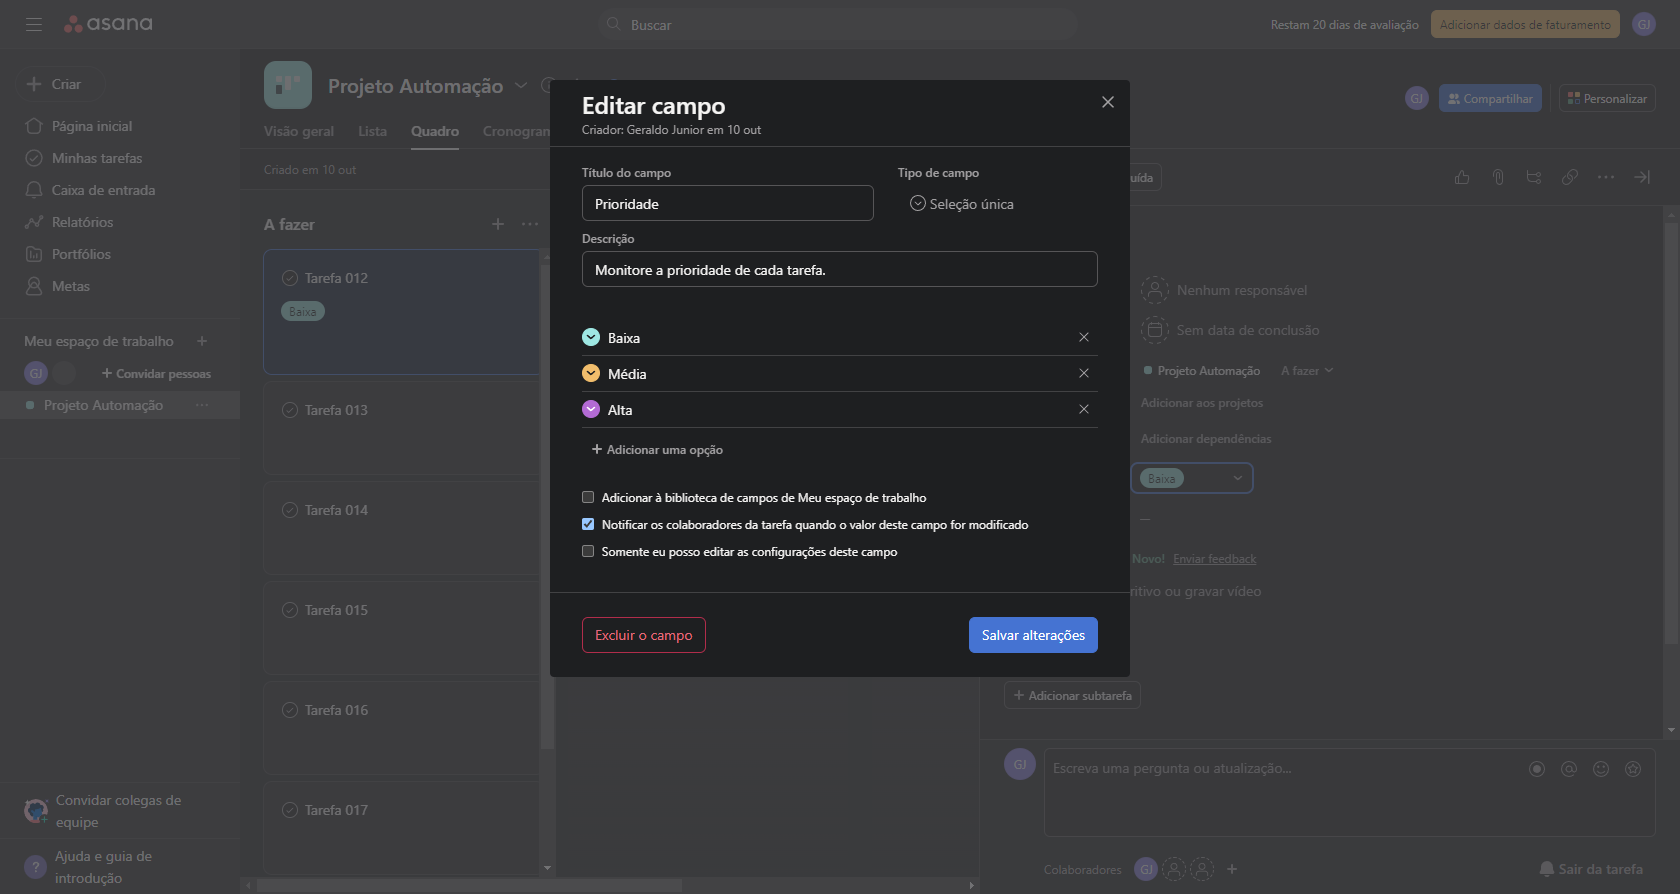 asana
Buscar
Restam 20 dias de avaliação
Adicionar dados de faturamento
GJ
Criar
Página inicial
Minhas tarefas
Caixa de entrada
Relatórios
Portfólios
Metas
Meu espaço de trabalho
GJ
Convidar pessoas
Projeto Automação
Convidar colegas de
equipe
Ajuda e guia de
introdução
Projeto Automação
GJ
Compartilhar
Personalizar
Visão geral
Lista
Quadro
Cronogram
Criado em 10 out
A fazer
Tarefa 012
Baixa
Tarefa 013
Tarefa 014
Tarefa 015
Tarefa 016
Tarefa 017
Editar campo
Criador: Geraldo Junior em 10 out
Título do campo
Tipo de campo
Prioridade
Seleção única
Descrição
Monitore a prioridade de cada tarefa.
Baixa
Média
Alta
Adicionar uma opção
Adicionar à biblioteca de campos de Meu espaço de trabalho
Notificar os colaboradores da tarefa quando o valor deste campo for modificado
Somente eu posso editar as configurações deste campo
Excluir o campo
Salvar alterações
uída
Nenhum responsável
Sem data de conclusão
Projeto Automação
A fazer
Adicionar aos projetos
Adicionar dependências
Baixa
—
Novo! Enviar feedback
ritivo ou gravar vídeo
Adicionar subtarefa
GJ
Escreva uma pergunta ou atualização...
Colaboradores
GJ
Sair da tarefa